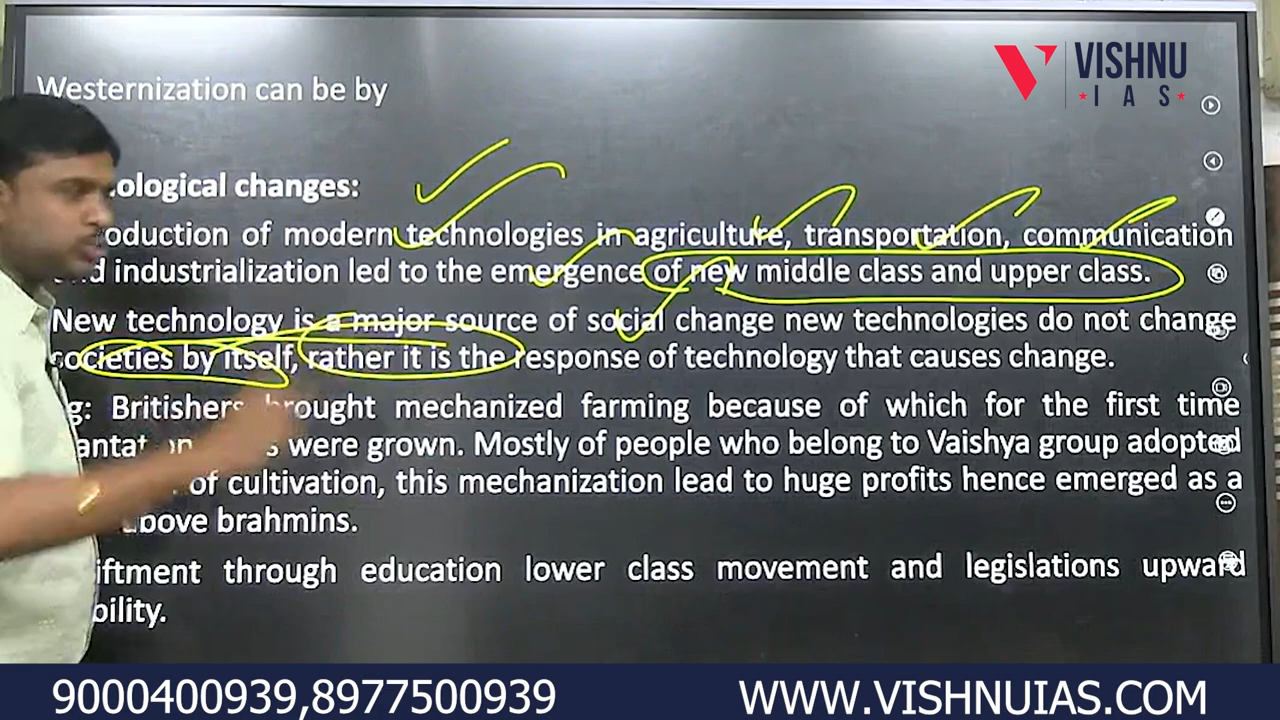 Westernization can be by
VISHNU
IAS
ological changes:
oduction of modern technologies in agriculture, transportation, communication
d industrialization led to the emergence of new middle class and upper class.
New technology is a major source of social change new technologies do not change
societies by itself, rather it is the response of technology that causes change.
g: Britishers brought mechanized farming because of which for the first time
were grown. Mostly of people who belong to Vaishya group adopted
of cultivation, this mechanization lead to huge profits hence emerged as a
above brahmins.
iftment through education lower class movement and legislations upward
bility.
9000400939,8977500939 WWW.VISHNUIAS.COM